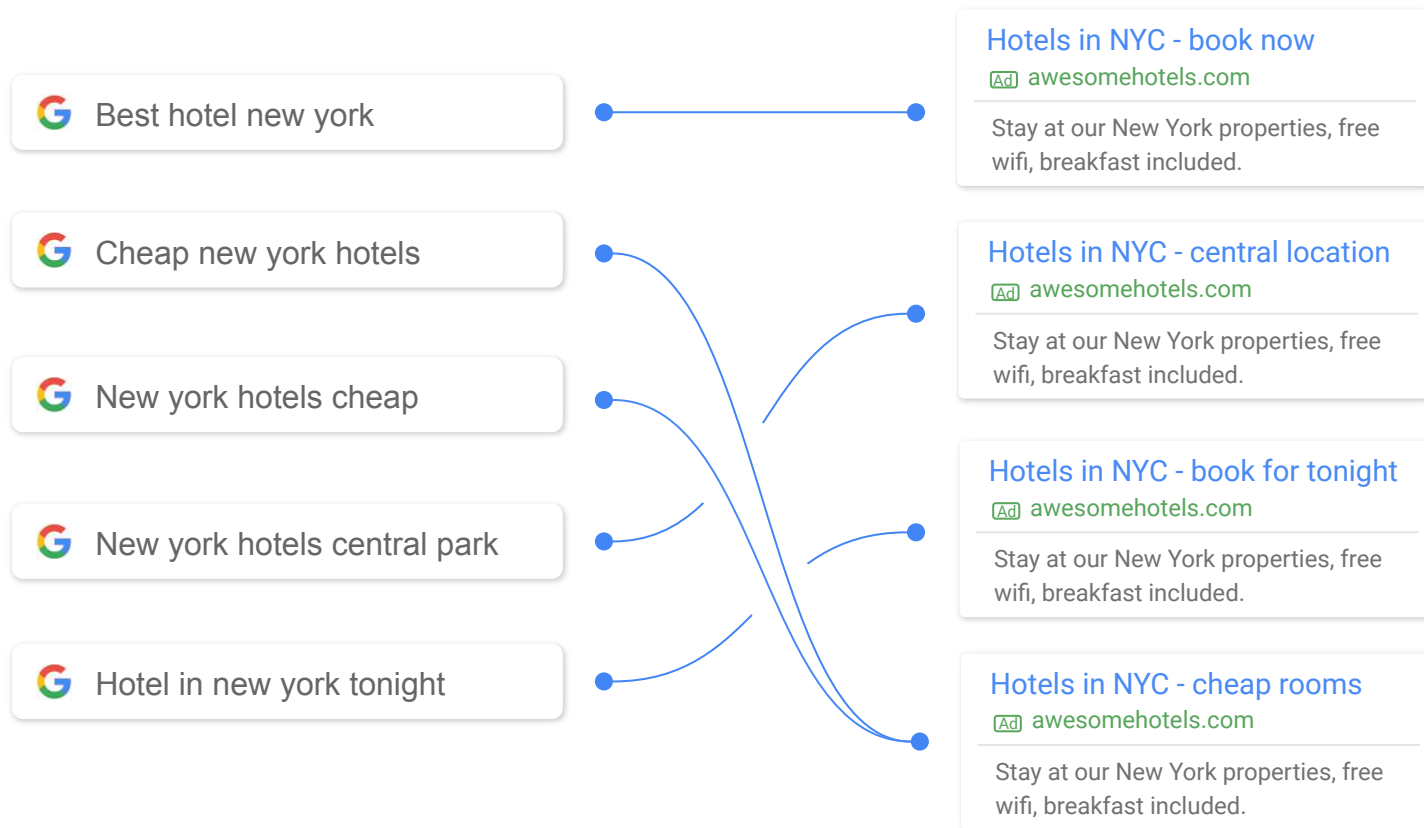 Best hotel new york
Cheap new york hotels
New york hotels cheap
New york hotels central park
Hotel in new york tonight
Hotels in NYC - book now
Ad awesomehotels.com
Stay at our New York properties, free
wifi, breakfast included.
Hotels in NYC - central location
Ad awesomehotels.com
Stay at our New York properties, free
wifi, breakfast included.
Hotels in NYC - book for tonight
Ad awesomehotels.com
Stay at our New York properties, free
wifi, breakfast included.
Hotels in NYC - cheap rooms
Ad awesomehotels.com
Stay at our New York properties, free
wifi, breakfast included.